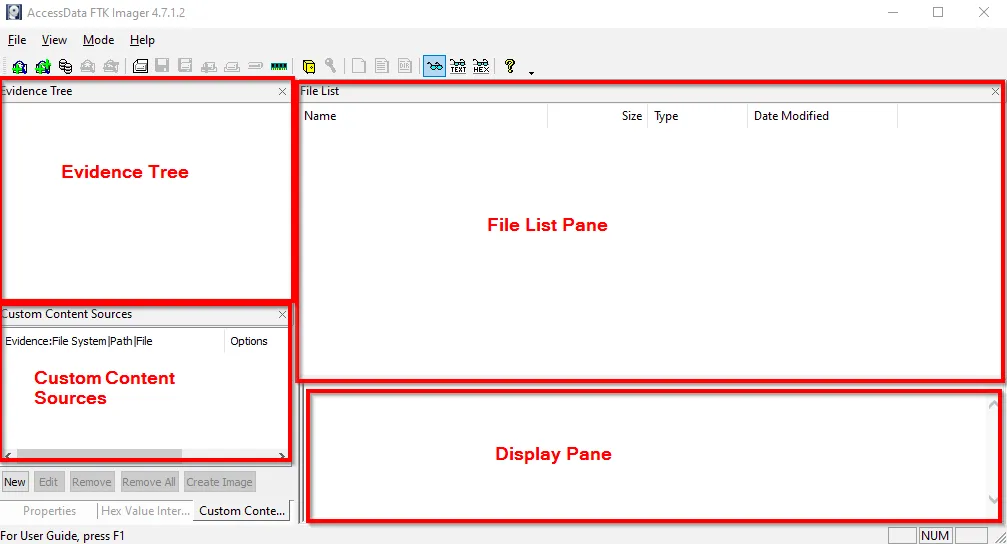 AccessData FTK Imager 4.7.1.2
File View Mode Help
TEXT HEX
Evidence Tree
File List
Name Size Type Date Modified
Evidence Tree
File List Pane
Custom Content Sources
Evidence:File System|Path|File Options
Custom Content
Sources
Display Pane
New Edit Remove Remove All Create Image
Properties Hex Value Inter... Custom Conte...
For User Guide, press F1 NUM